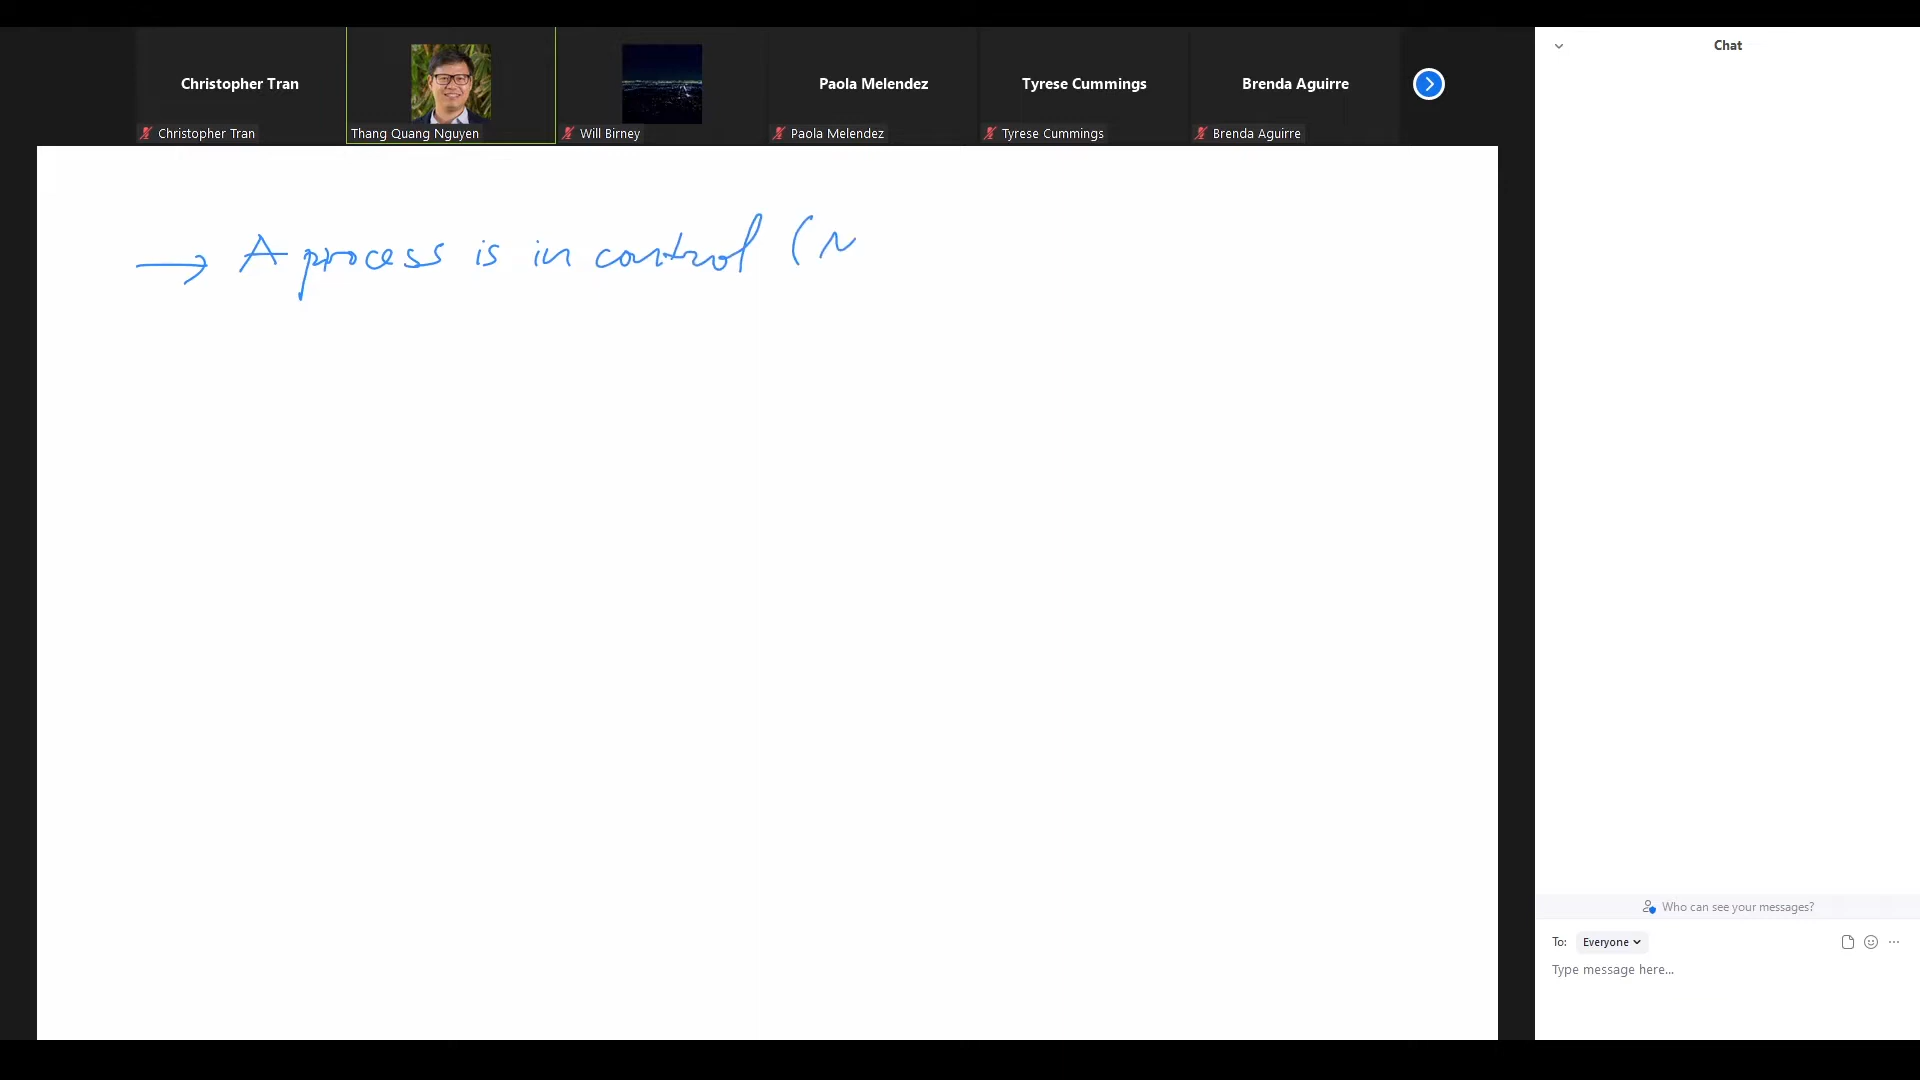 Chat
Christopher Tran
Paola Melendez
Tyrese Cummings
Brenda Aguirre
Christopher Tran
Thang Quang Nguyen
Will Birney
Paola Melendez
Tyrese Cummings
Brenda Aguirre
→ A process is in control (N
Who can see your messages?
To: Everyone
Type message here...